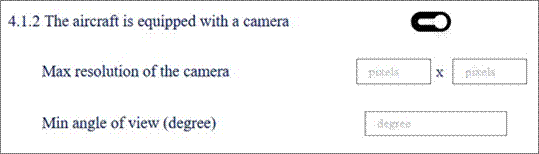 4.1.2 The aircraft is equipped with a camera
Max resolution of the camera pixels x pixels
Min angle of view (degree) degree